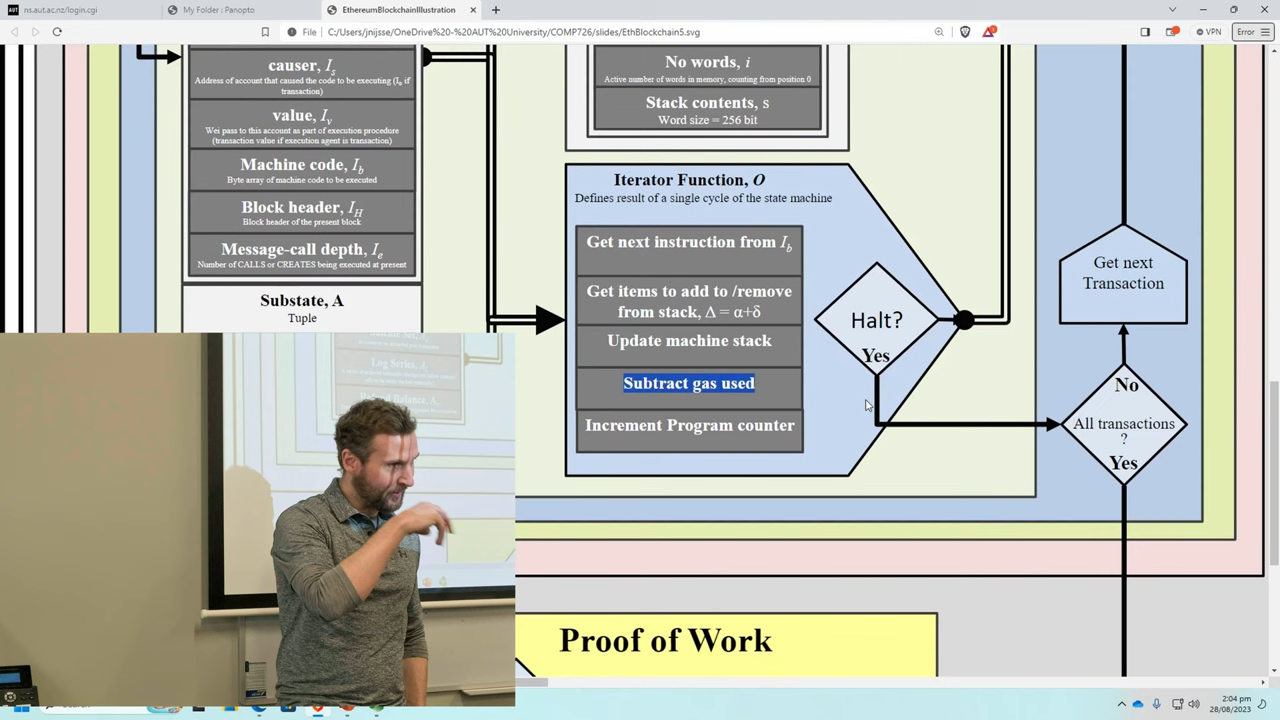 ns.aut.ac.nz/login.cgi
My Folder : Panopto
EthereumBlockchainIllustration
File
C:/Users/jnijsse/OneDrive%20-%20AUT%20University/COMP726/slides/EthBlockchain5.svg
VPN
Error
causer, Is
Address of account that caused the code to be executing (Io if
transaction)
value, Iv
Wei pass to this account as part of execution procedure
(transaction value if execution agent is transaction)
Machine code, Ib
Byte array of machine code to be executed
Block header, IH
Block header of the present block
Message-call depth, Ie
Number of CALLS or CREATES being executed at present
Substate, A
Tuple
No words, i
Active number of words in memory, counting from position 0
Stack contents, s
Word size = 256 bit
Iterator Function, O
Defines result of a single cycle of the state machine
Get next instruction from Ib
Get items to add to /remove
from stack, Δ = α+δ
Update machine stack
Subtract gas used
Increment Program counter
Halt?
Yes
Get next
Transaction
No
All transactions
?
Yes
Proof of Work
2:04 pm
28/08/2023